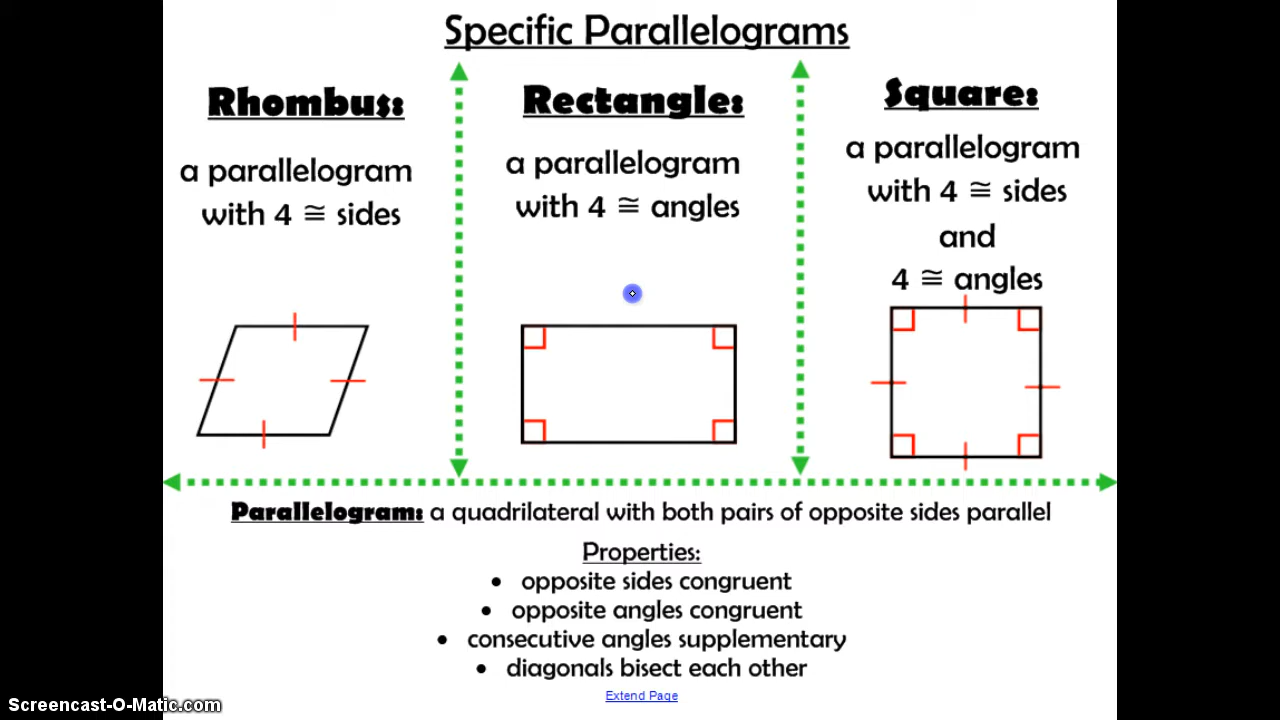 Specific Parallelograms
Rhombus:
a parallelogram
with 4 ≅ sides
Rectangle:
a parallelogram
with 4 ≅ angles
Square:
a parallelogram
with 4 ≅ sides
and
4 ≅ angles
Parallelogram: a quadrilateral with both pairs of opposite sides parallel
Properties:
• opposite sides congruent
• opposite angles congruent
• consecutive angles supplementary
• diagonals bisect each other
Extend Page
Screencast-O-Matic.com